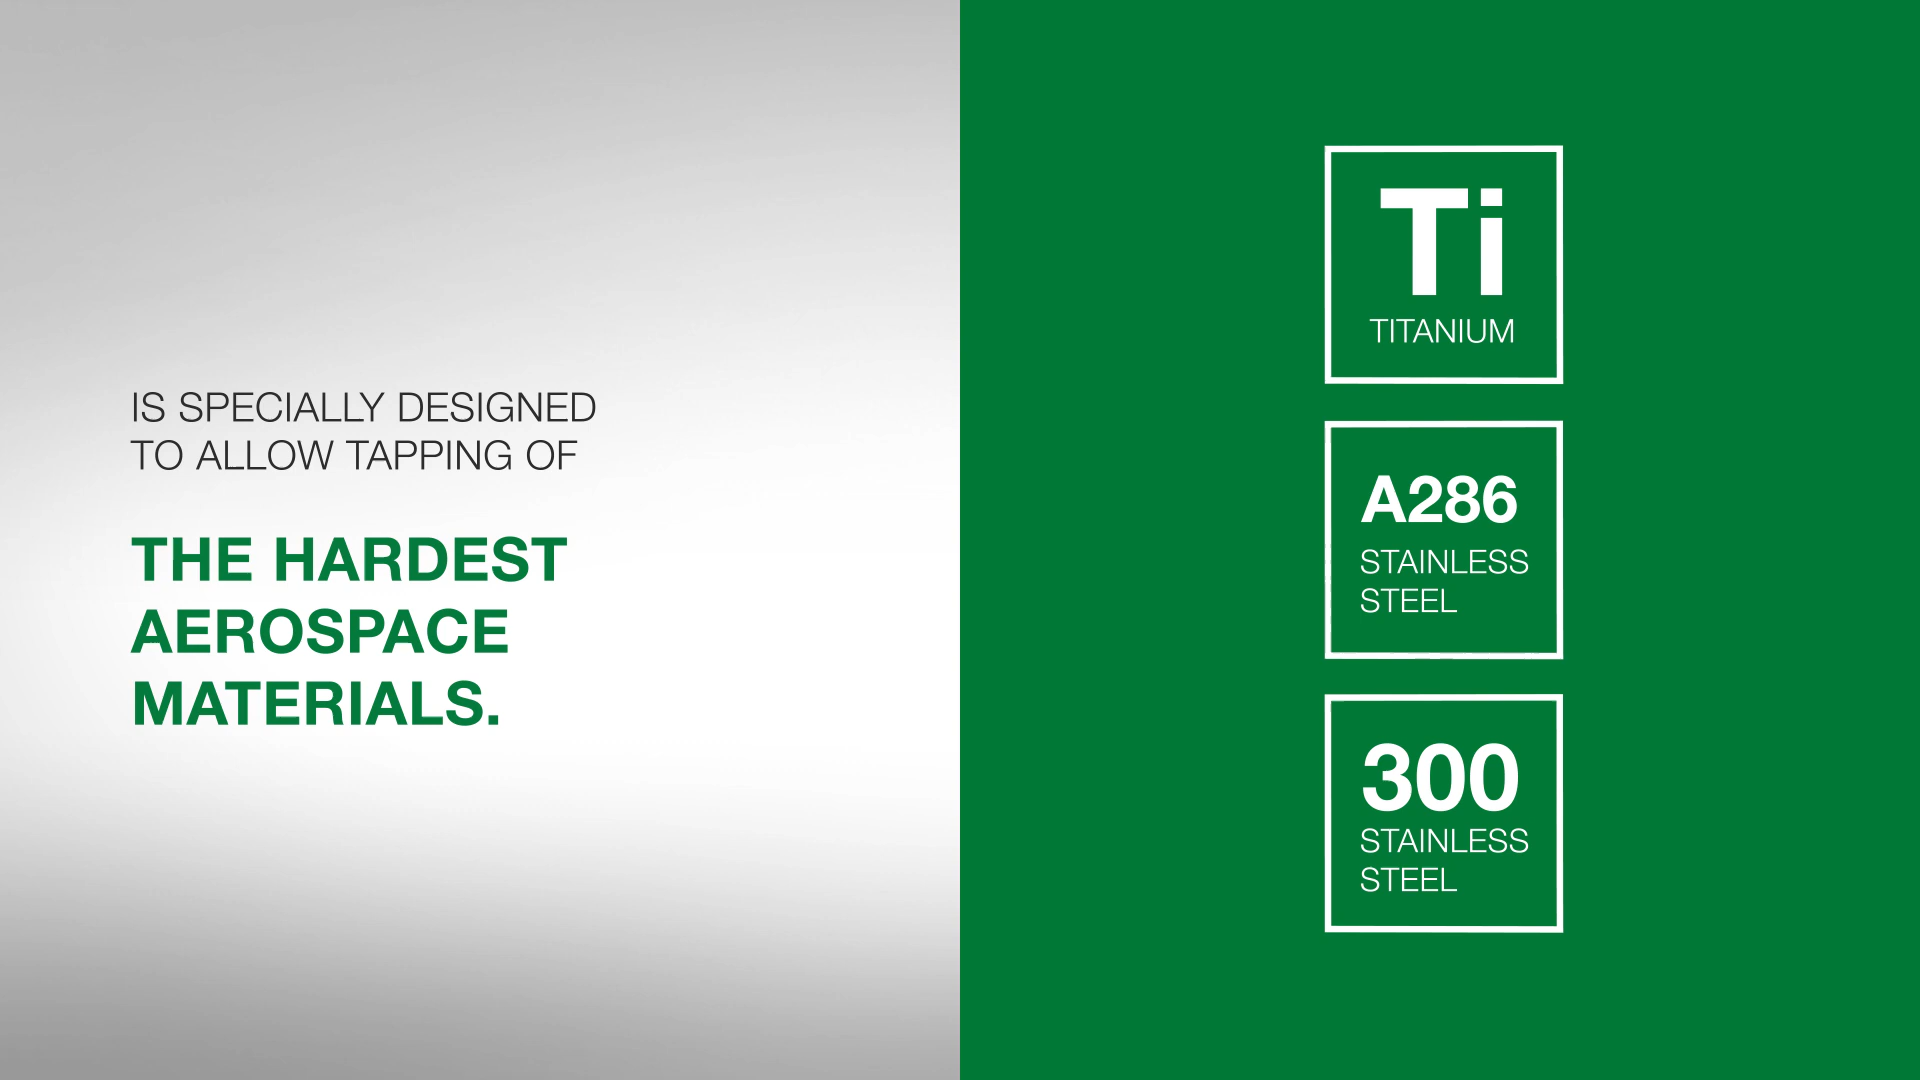 IS SPECIALLY DESIGNED
TO ALLOW TAPPING OF
THE HARDEST
AEROSPACE
MATERIALS.
Ti
TITANIUM
A286
STAINLESS
STEEL
300
STAINLESS
STEEL